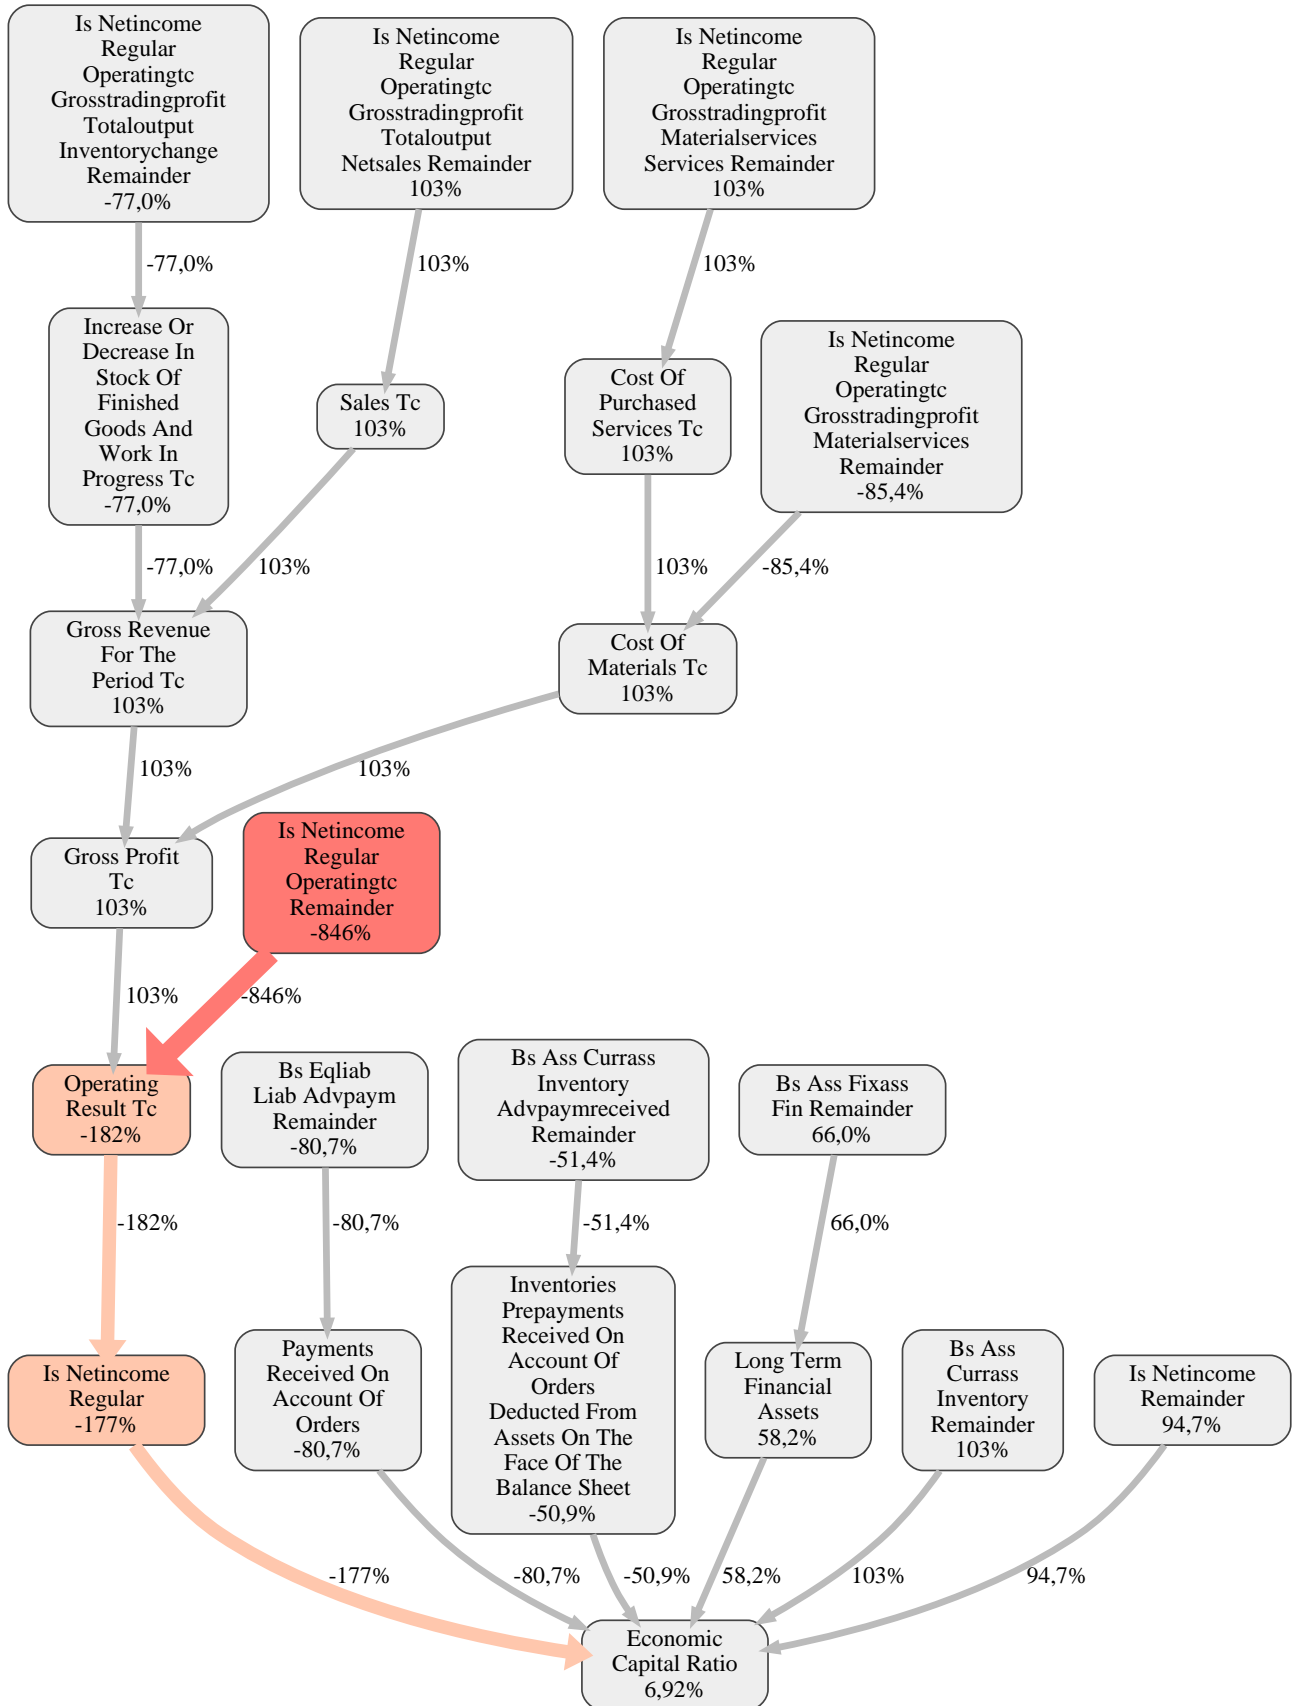 Is Netincome
Regular
Operatingtc
Grosstradingprofit
Totaloutput
Inventorychange
Remainder
-77,0%
Is Netincome
Regular
Operatingtc
Grosstradingprofit
Totaloutput
Netsales Remainder
103%
Is Netincome
Regular
Operatingtc
Grosstradingprofit
Materialservices
Services Remainder
103%
-77,0%
103%
103%
Increase Or
Decrease In
Stock Of
Finished
Goods And
Work In
Progress Tc
-77,0%
Sales Tc
103%
Cost Of
Purchased
Services Tc
103%
Is Netincome
Regular
Operatingtc
Grosstradingprofit
Materialservices
Remainder
-85,4%
-77,0%
103%
103%
-85,4%
Gross Revenue
For The
Period Tc
103%
Cost Of
Materials Tc
103%
103%
103%
Gross Profit
Tc
103%
Is Netincome
Regular
Operatingtc
Remainder
-846%
103%
-846%
Operating
Result Tc
-182%
Bs Eqliab
Liab Advpaym
Remainder
-80,7%
Bs Ass Currass
Inventory
Advpaymreceived
Remainder
-51,4%
Bs Ass Fixass
Fin Remainder
66,0%
-182%
-80,7%
-51,4%
66,0%
Is Netincome
Regular
-177%
Payments
Received On
Account Of
Orders
-80,7%
Inventories
Prepayments
Received On
Account Of
Orders
Deducted From
Assets On The
Face Of The
Balance Sheet
-50,9%
Long Term
Financial
Assets
58,2%
Bs Ass
Currass
Inventory
Remainder
103%
Is Netincome
Remainder
94,7%
-177%
-80,7%
-50,9%
58,2%
103%
94,7%
Economic
Capital Ratio
6,92%